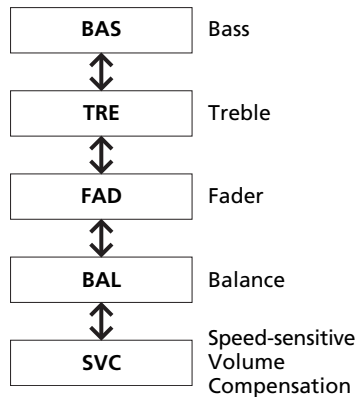 BAS Bass
TRE Treble
FAD Fader
BAL Balance
SVC Speed-sensitive
Volume
Compensation